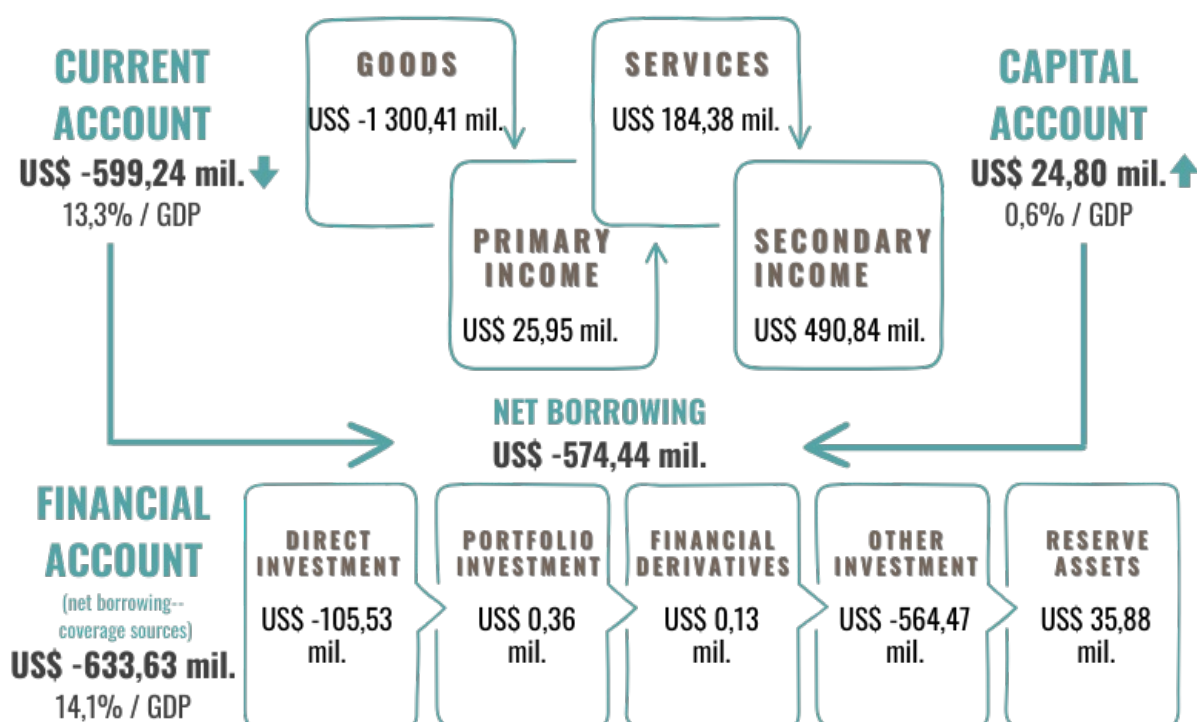 CURRENT
ACCOUNT
US$ -599,24 mil.
13,3% / GDP
GOODS
US$ -1 300,41 mil.
SERVICES
US$ 184,38 mil.
CAPITAL
ACCOUNT
US$ 24,80 mil.
0,6% / GDP
PRIMARY
INCOME
US$ 25,95 mil.
SECONDARY
INCOME
US$ 490,84 mil.
NET BORROWING
US$ -574,44 mil.
FINANCIAL
ACCOUNT
(net borrowing--
coverage sources)
US$ -633,63 mil.
14,1% / GDP
DIRECT
INVESTMENT
US$ -105,53
mil.
PORTFOLIO
INVESTMENT
US$ 0,36
mil.
FINANCIAL
DERIVATIVES
US$ 0,13
mil.
OTHER
INVESTMENT
US$ -564,47
mil.
RESERVE
ASSETS
US$ 35,88
mil.